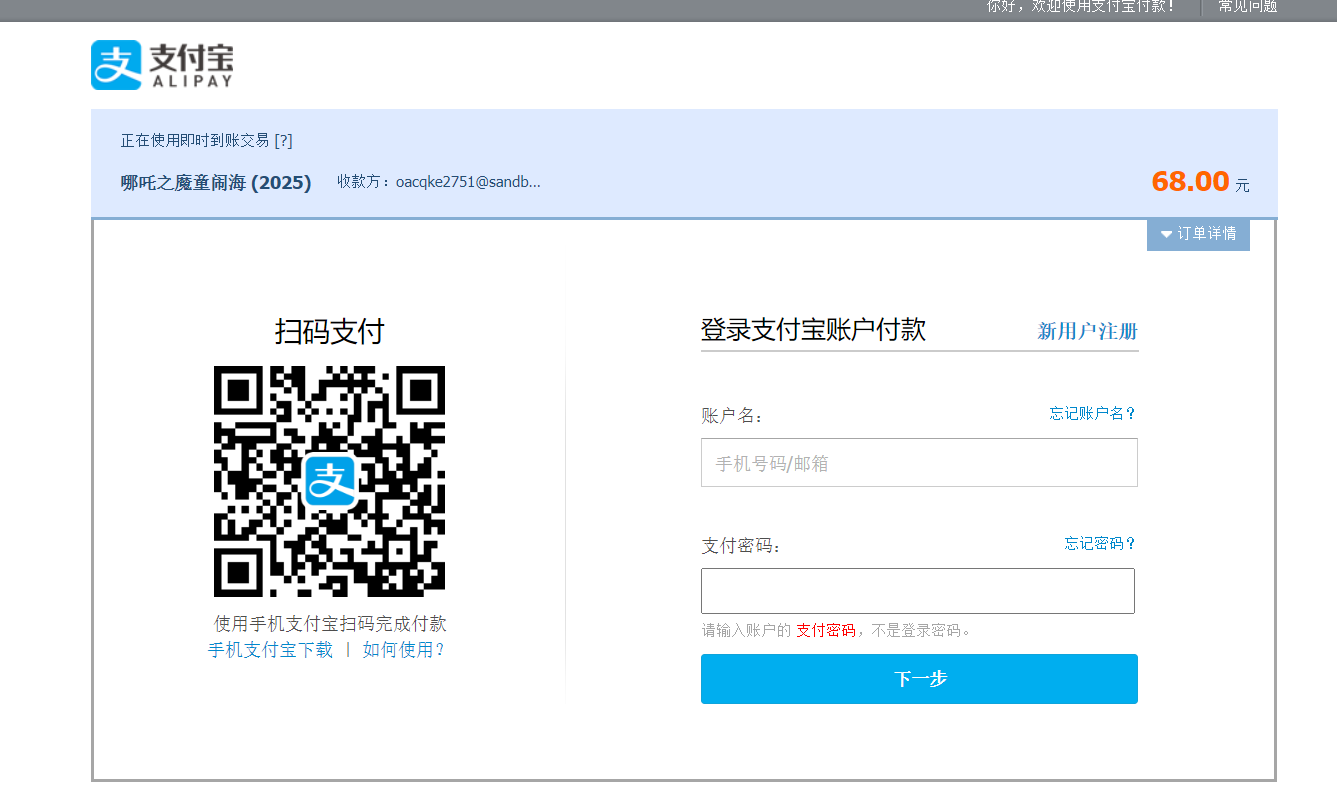 你好，欢迎使用支付宝付款！ 常见问题
支 支付宝
ALIPAY
正在使用即时到账交易 [?]
哪吒之魔童闹海 (2025) 收款方：oacqke2751@sandb... 68.00 元
订单详情
扫码支付
支
使用手机支付宝扫码完成付款
手机支付宝下载 | 如何使用？
登录支付宝账户付款 新用户注册
账户名： 忘记账户名？
手机号码/邮箱
支付密码： 忘记密码？
请输入账户的 支付密码，不是登录密码。
下一步